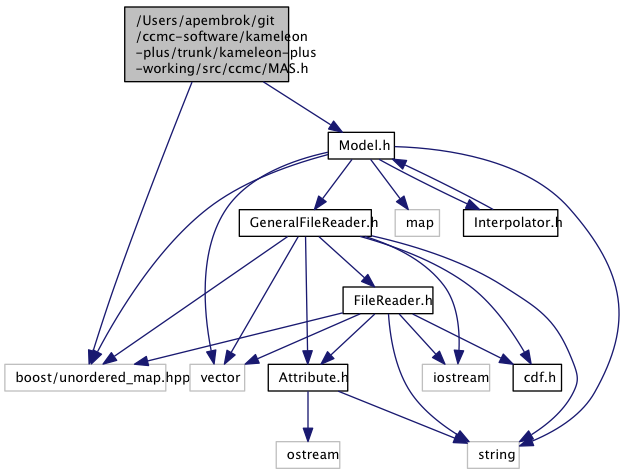 /Users/apembrok/git
/ccmc-software/kameleon
-plus/trunk/kameleon-plus
-working/src/ccmc/MAS.h
Model.h
GeneralFileReader.h
map
Interpolator.h
FileReader.h
boost/unordered_map.hpp
vector
Attribute.h
iostream
cdf.h
ostream
string